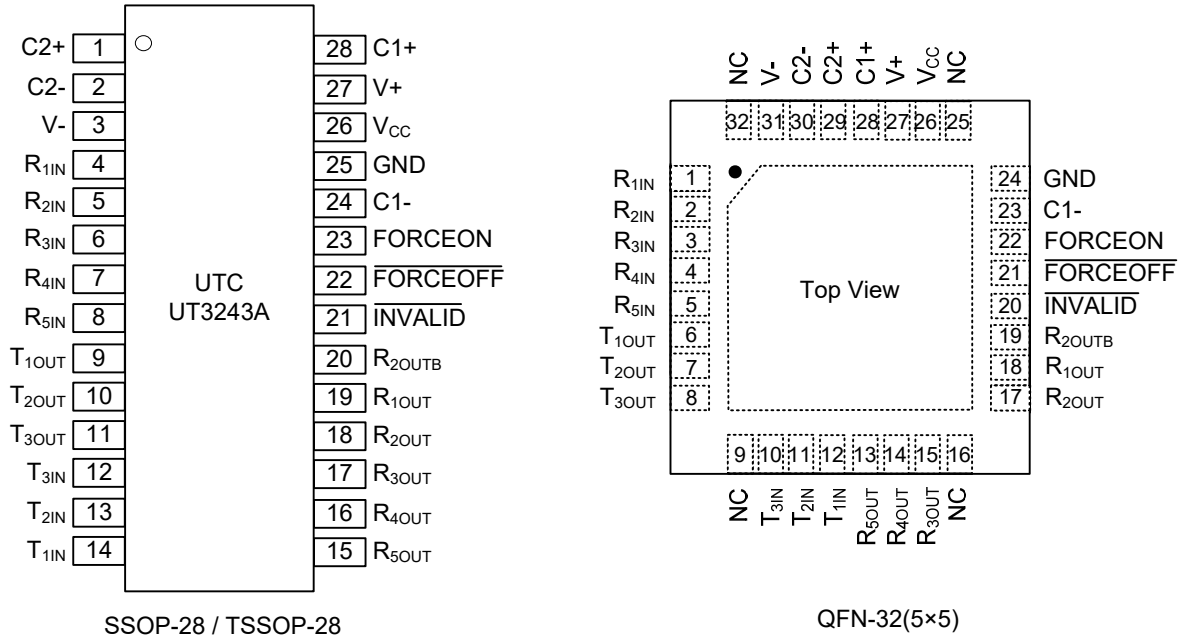 C2+ 1 28 C1+
C2- 2 27 V+
V- 3 26 VCC
R1IN 4 25 GND
R2IN 5 24 C1-
R3IN 6 23 FORCEON
R4IN 7 22 FORCEOFF
R5IN 8 21 INVALID
T1OUT 9 20 R2OUTB
T2OUT 10 19 R1OUT
T3OUT 11 18 R2OUT
T3IN 12 17 R3OUT
T2IN 13 16 R4OUT
T1IN 14 15 R5OUT
UTC
UT3243A
SSOP-28 / TSSOP-28
NC V- C2- C2+ C1+ V+ VCC NC
32 31 30 29 28 27 26 25
R1IN 1 24 GND
R2IN 2 23 C1-
R3IN 3 22 FORCEON
R4IN 4 21 FORCEOFF
R5IN 5 20 INVALID
T1OUT 6 19 R2OUTB
T2OUT 7 18 R1OUT
T3OUT 8 17 R2OUT
Top View
9 10 11 12 13 14 15 16
NC T3IN T2IN T1IN R5OUT R4OUT R3OUT NC
QFN-32(5×5)